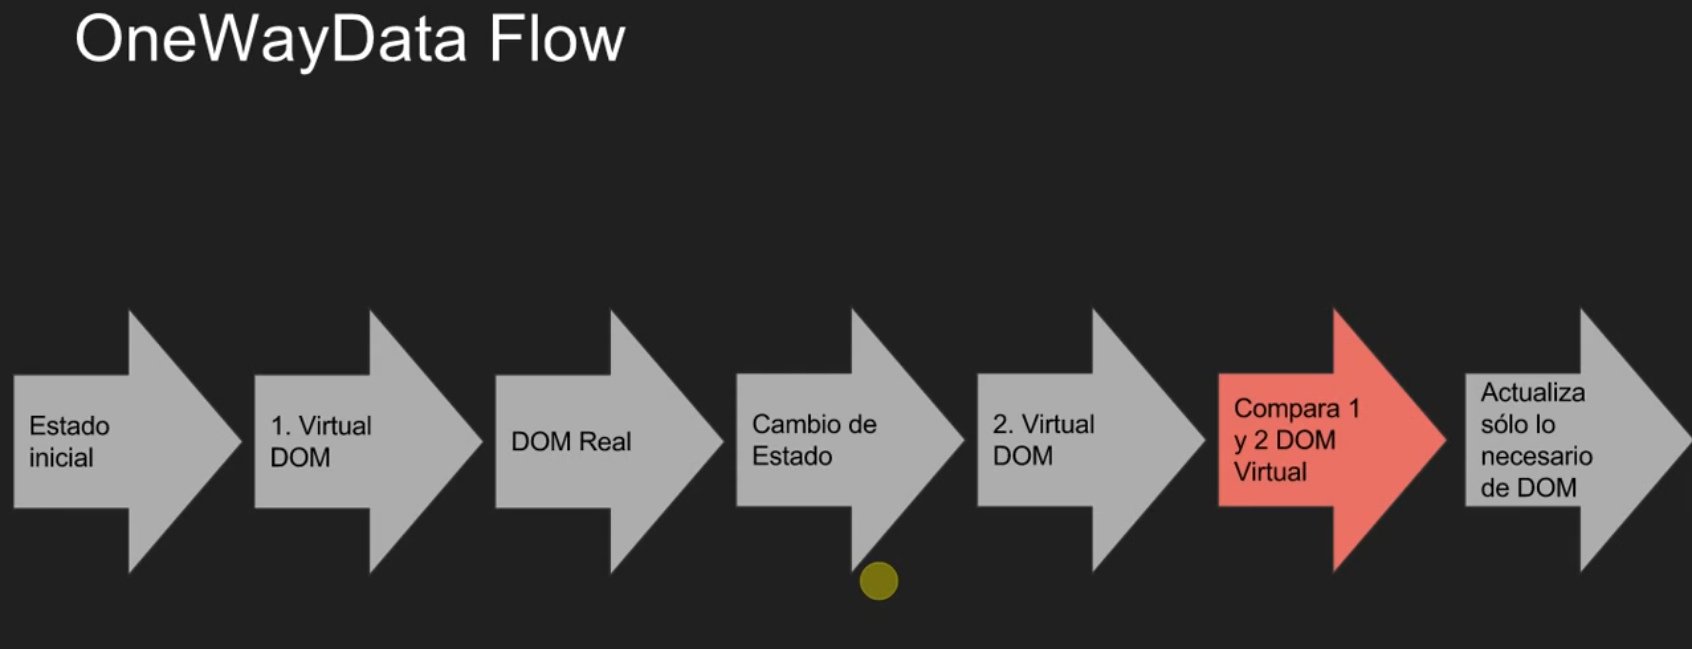 OneWayData Flow
Estado
inicial
1. Virtual
DOM
DOM Real
Cambio de
Estado
2. Virtual
DOM
Compara 1
y 2 DOM
Virtual
Actualiza
sólo lo
necesario
de DOM